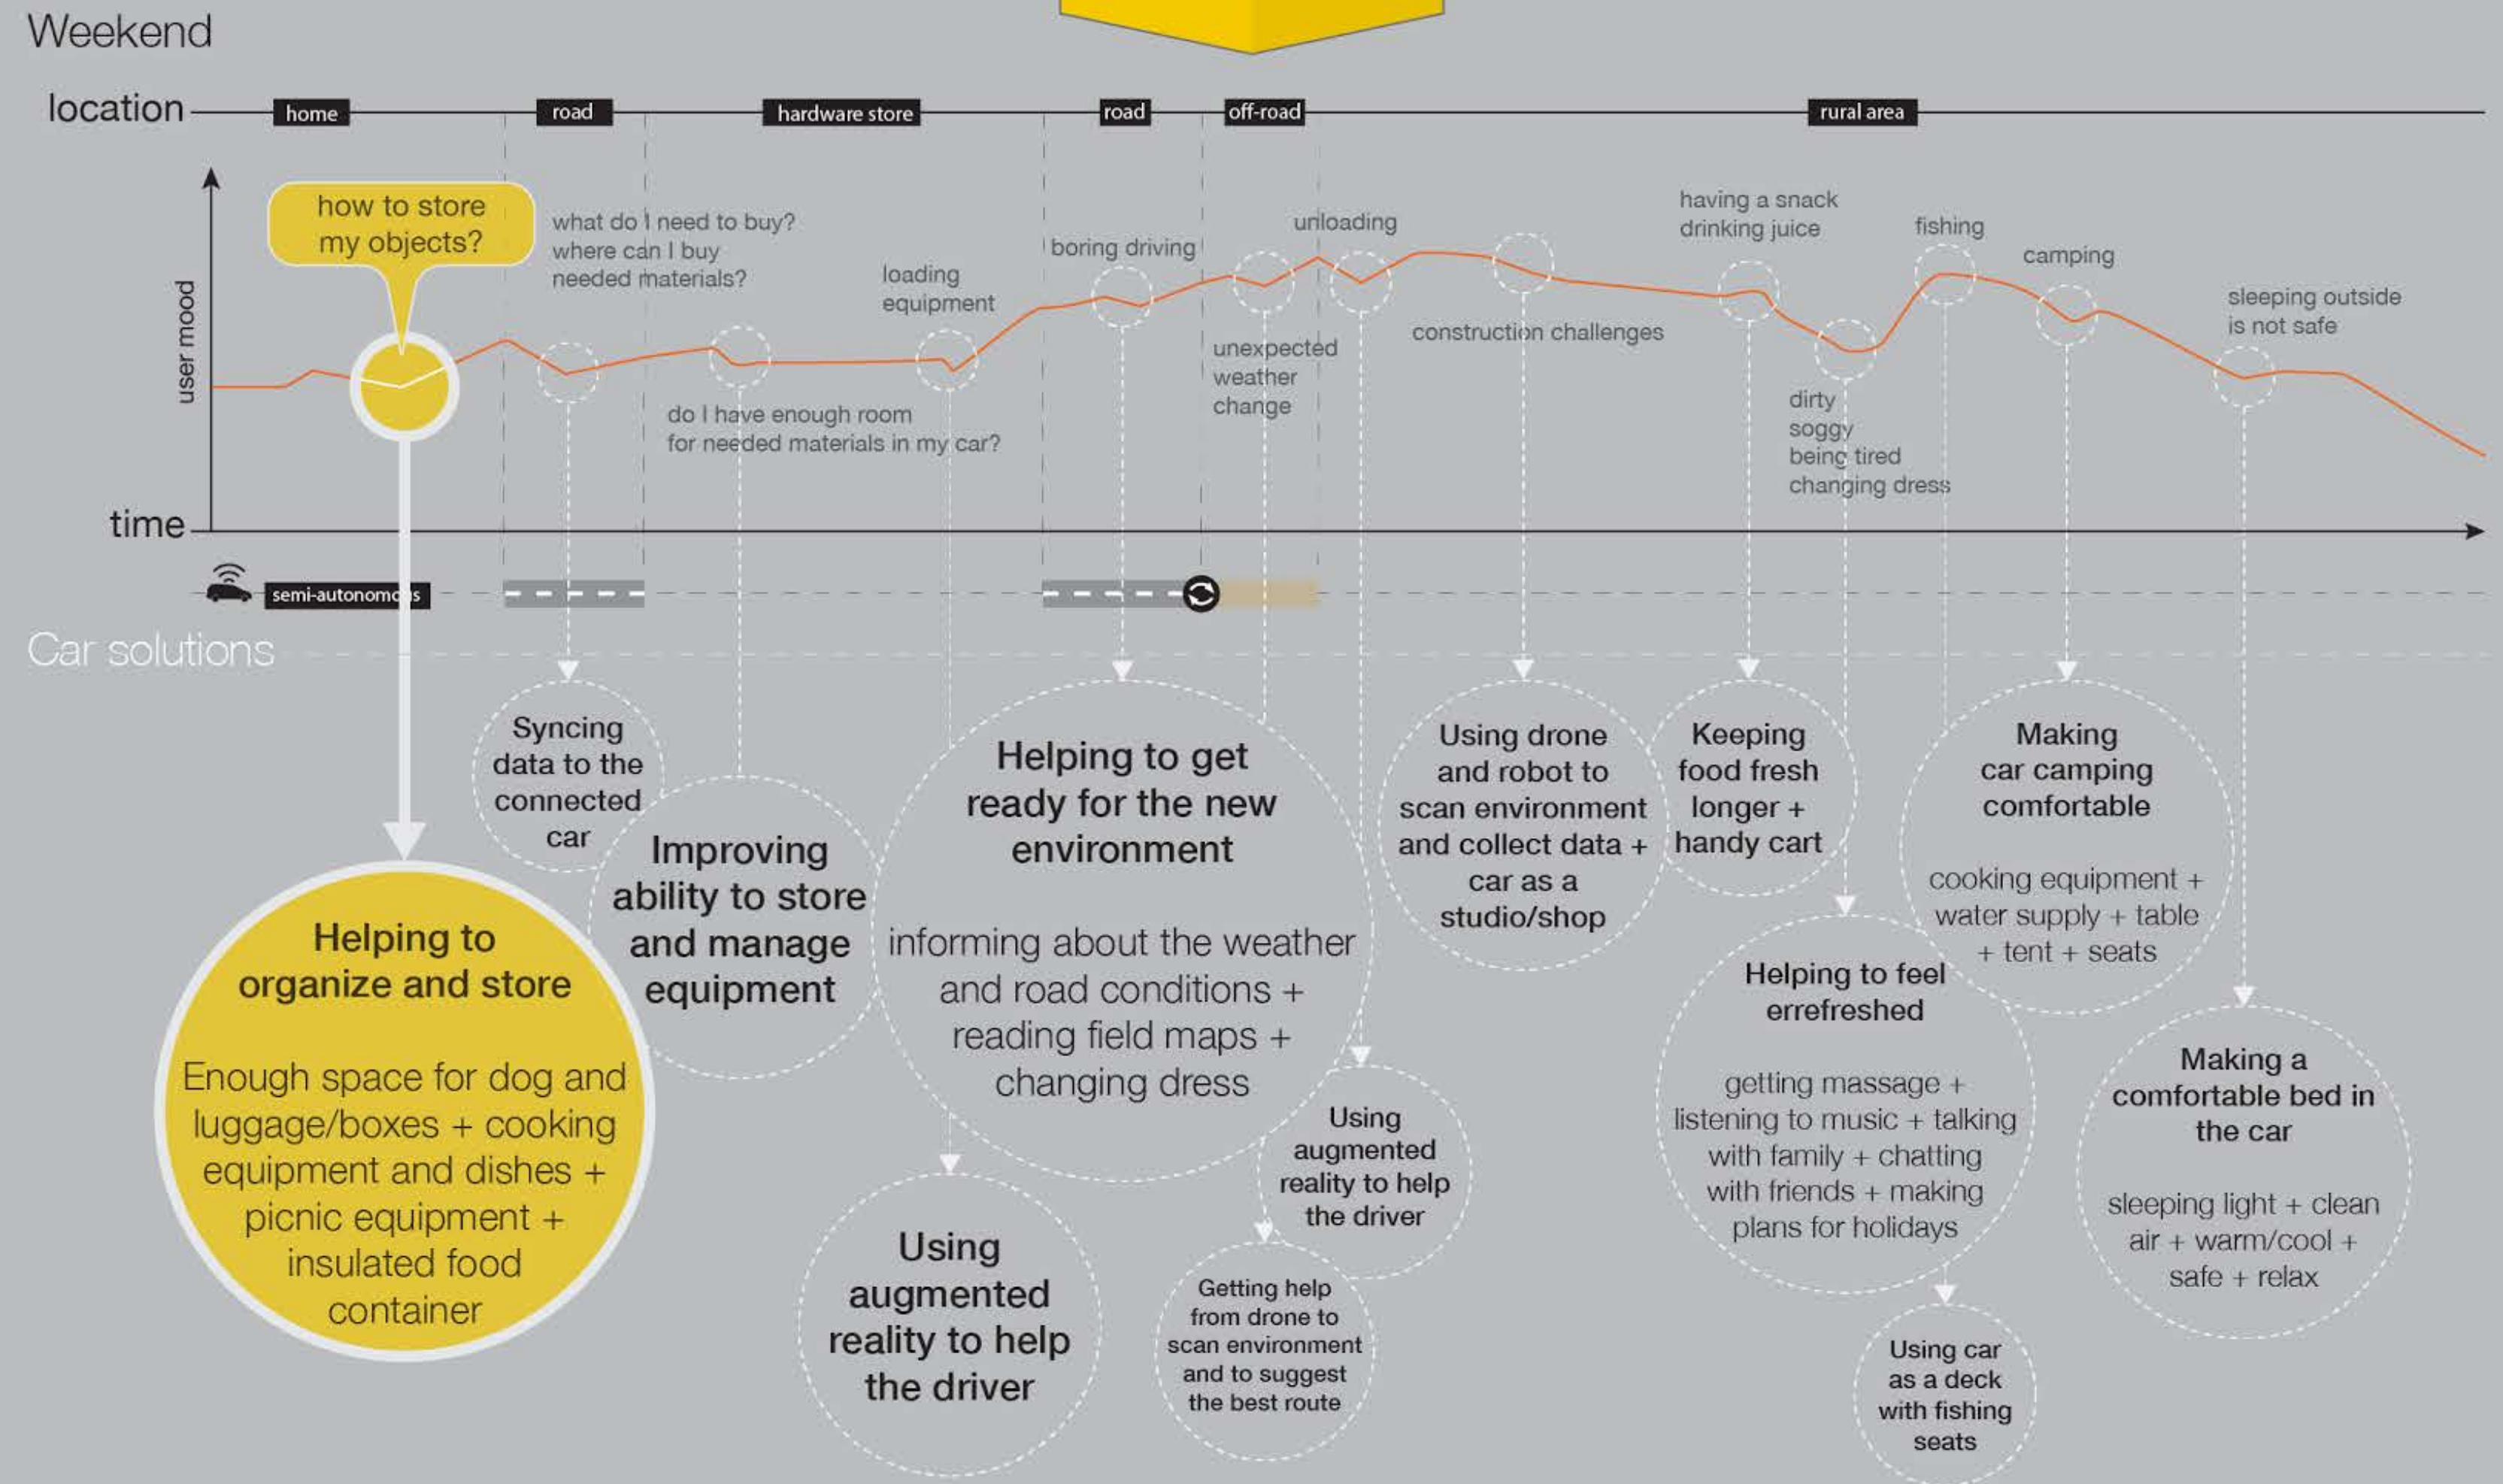 Weekend
location
home
road
hardware store
road
off-road
rural area
how to store
my objects?
what do I need to buy?
where can I buy
needed materials?
loading
equipment
boring driving
unloading
having a snack
drinking juice
fishing
camping
sleeping outside
is not safe
user mood
do I have enough room
for needed materials in my car?
unexpected
weather
change
construction challenges
dirty
soggy
being tired
changing dress
time
semi-autonomous
Car solutions
Syncing
data to the
connected
car
Helping to
organize and store
Enough space for dog and
luggage/boxes + cooking
equipment and dishes +
picnic equipment +
insulated food
container
Improving
ability to store
and manage
equipment
Helping to get
ready for the new
environment
informing about the weather
and road conditions +
reading field maps +
changing dress
Using
augmented
reality to help
the driver
Getting help
from drone to
scan environment
and to suggest
the best route
Using
augmented
reality to help
the driver
Using drone
and robot to
scan environment
and collect data +
car as a
studio/shop
Keeping
food fresh
longer +
handy cart
Helping to feel
errefreshed
getting massage +
listening to music + talking
with family + chatting
with friends + making
plans for holidays
Using car
as a deck
with fishing
seats
Making
car camping
comfortable
cooking equipment +
water supply + table
+ tent + seats
Making a
comfortable bed in
the car
sleeping light + clean
air + warm/cool +
safe + relax